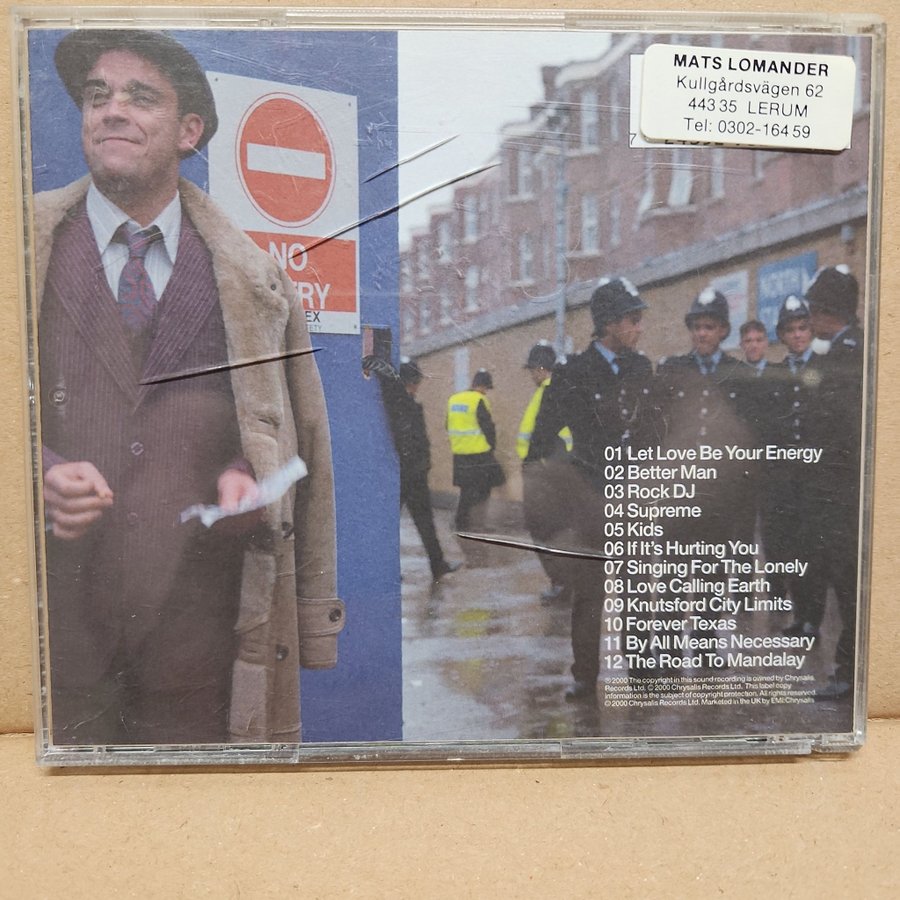 MATS LOMANDER
Kullgårdsvägen 62
443 35 LERUM
Tel: 0302-164 59
NO
RY
EX
NORTH
01 Let Love Be Your Energy
02 Better Man
03 Rock DJ
04 Supreme
05 Kids
06 If It's Hurting You
07 Singing For The Lonely
08 Love Calling Earth
09 Knutsford City Limits
10 Forever Texas
11 By All Means Necessary
12 The Road To Mandalay
℗ 2000 The copyright in this sound recording is owned by Chrysalis
Records Ltd. © 2000 Chrysalis Records Ltd. This label copy
information is the subject of copyright protection. All rights reserved.
© 2000 Chrysalis Records Ltd. Marketed in the UK by EMI:Chrysalis